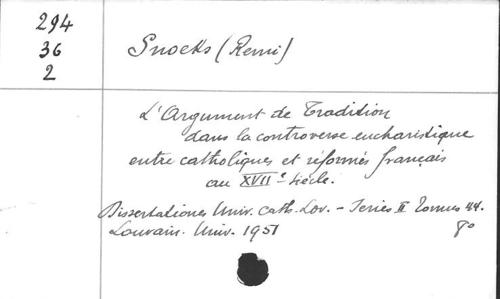 294
36
2
Snoeks (Remi)
L'Argument de Tradition
dans la controverse eucharistique
entre catholiques et réformés français
au XVIIe siècle.
Dissertationes Univ. Cath. Lov. - Series II Tomus 44.
Louvain. Univ. 1951 8°